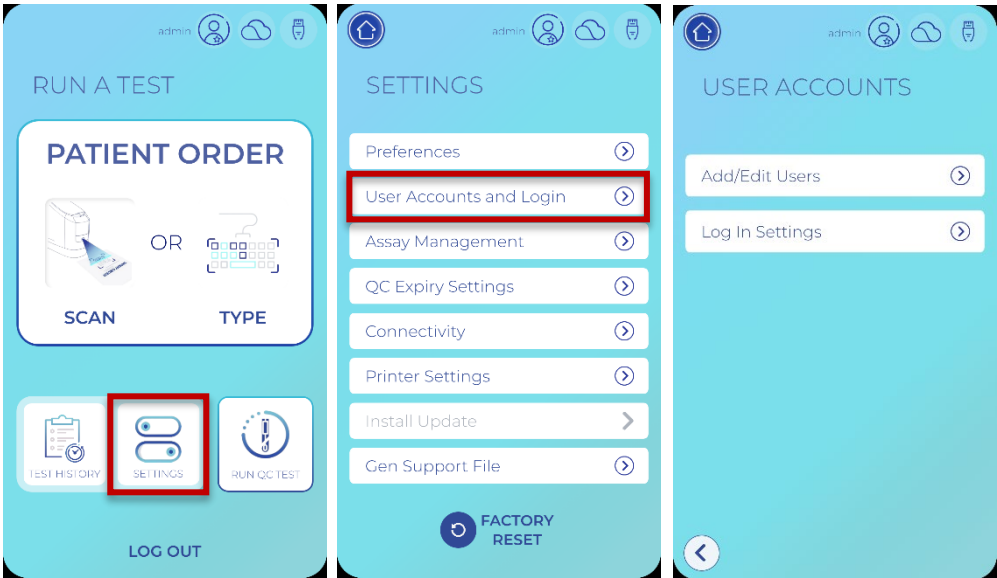 admin
RUN A TEST
PATIENT ORDER
OR
SCAN
TYPE
TEST HISTORY
SETTINGS
RUN QC TEST
LOG OUT
admin
SETTINGS
Preferences
User Accounts and Login
Assay Management
QC Expiry Settings
Connectivity
Printer Settings
Install Update
Gen Support File
FACTORY
RESET
admin
USER ACCOUNTS
Add/Edit Users
Log In Settings